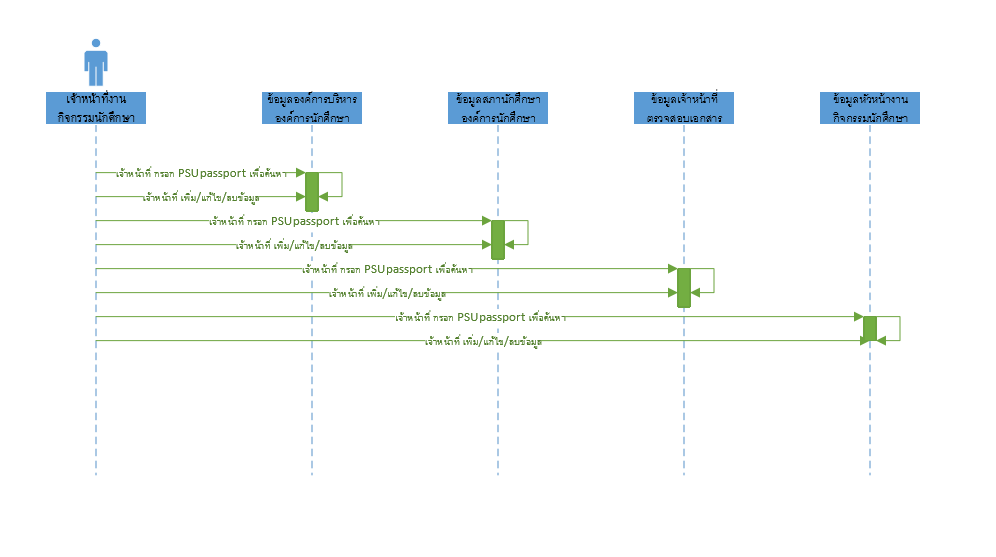 เจ้าหน้าที่งาน
กิจกรรมนักศึกษา
ข้อมูลองค์การบริหาร
องค์การนักศึกษา
ข้อมูลสภานักศึกษา
องค์การนักศึกษา
ข้อมูลเจ้าหน้าที่
ตรวจสอบเอกสาร
ข้อมูลหัวหน้างาน
กิจกรรมนักศึกษา
เจ้าหน้าที่ กรอก PSUpassport เพื่อค้นหา
เจ้าหน้าที่ เพิ่ม/แก้ไข/ลบข้อมูล
เจ้าหน้าที่ กรอก PSUpassport เพื่อค้นหา
เจ้าหน้าที่ เพิ่ม/แก้ไข/ลบข้อมูล
เจ้าหน้าที่ กรอก PSUpassport เพื่อค้นหา
เจ้าหน้าที่ เพิ่ม/แก้ไข/ลบข้อมูล
เจ้าหน้าที่ กรอก PSUpassport เพื่อค้นหา
เจ้าหน้าที่ เพิ่ม/แก้ไข/ลบข้อมูล